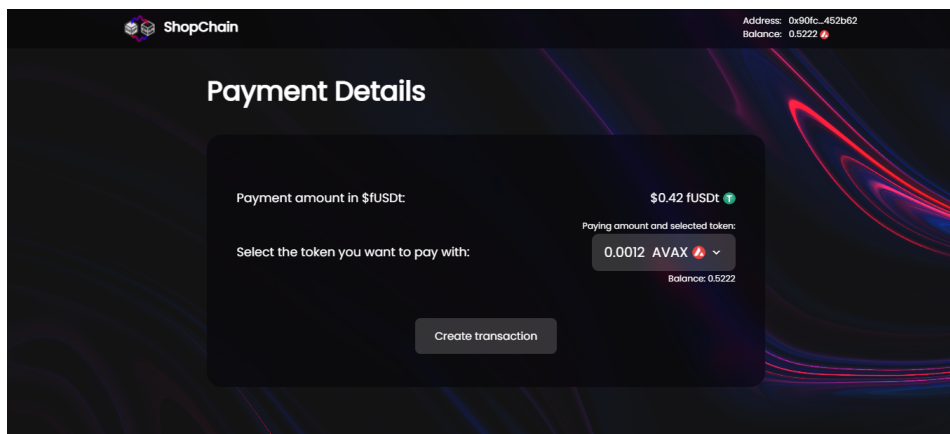 ShopChain
Address: 0x90fc...452b62
Balance: 0.5222
Payment Details
Payment amount in $fUSDt:
$0.42 fUSDt
Paying amount and selected token:
Select the token you want to pay with:
0.0012 AVAX
Balance: 0.5222
Create transaction